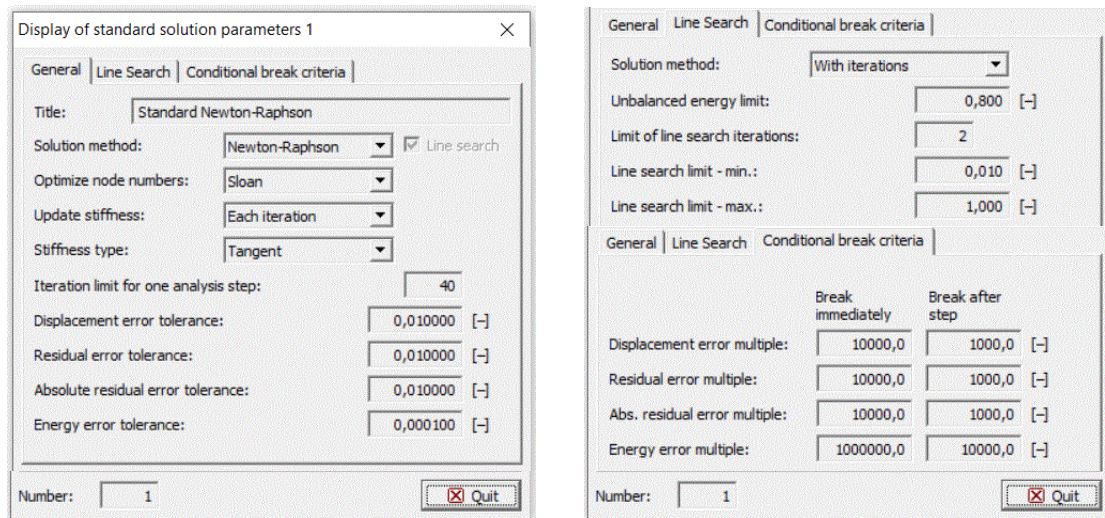 Display of standard solution parameters 1
General Line Search Conditional break criteria
Title: Standard Newton-Raphson
Solution method: Newton-Raphson Line search
Optimize node numbers: Sloan
Update stiffness: Each iteration
Stiffness type: Tangent
Iteration limit for one analysis step: 40
Displacement error tolerance: 0,010000 [-]
Residual error tolerance: 0,010000 [-]
Absolute residual error tolerance: 0,010000 [-]
Energy error tolerance: 0,000100 [-]
Number: 1 Quit
General Line Search Conditional break criteria
Solution method: With iterations
Unbalanced energy limit: 0,800 [-]
Limit of line search iterations: 2
Line search limit - min.: 0,010 [-]
Line search limit - max.: 1,000 [-]
General Line Search Conditional break criteria
Break immediately Break after step
Displacement error multiple: 10000,0 1000,0 [-]
Residual error multiple: 10000,0 1000,0 [-]
Abs. residual error multiple: 10000,0 1000,0 [-]
Energy error multiple: 1000000,0 10000,0 [-]
Number: 1 Quit